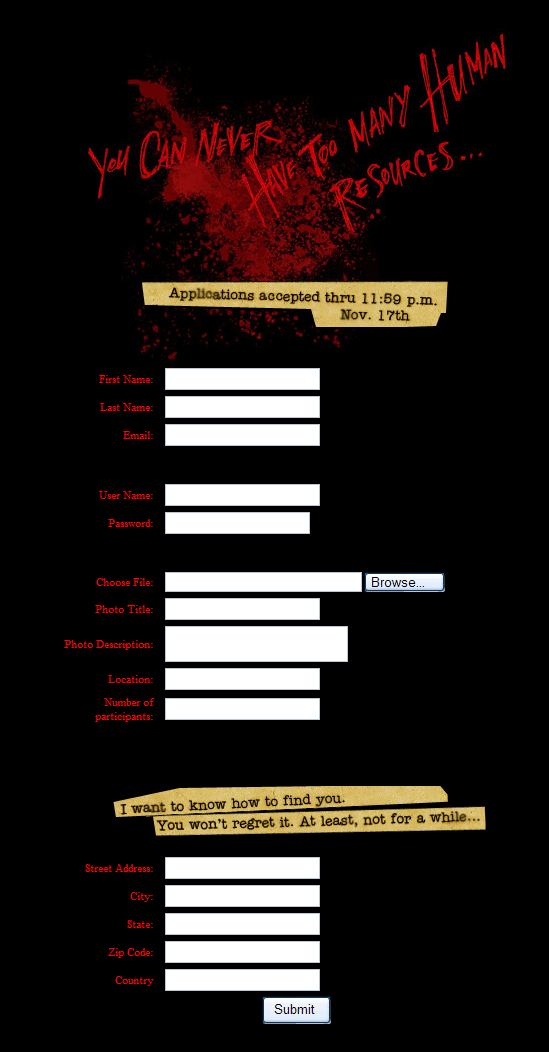 You Can Never
Have Too Many Human
Resources...
Applications accepted thru 11:59 p.m.
Nov. 17th
First Name:
Last Name:
Email:
User Name:
Password:
Choose File:
Browse...
Photo Title:
Photo Description:
Location:
Number of
participants:
I want to know how to find you.
You won't regret it. At least, not for a while...
Street Address:
City:
State:
Zip Code:
Country
Submit